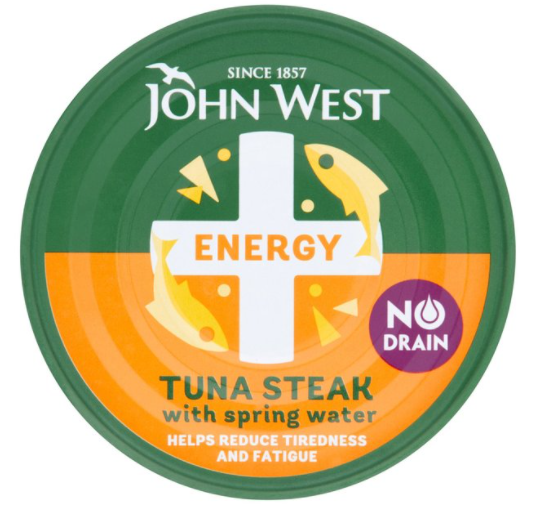 SINCE 1857
JOHN WEST
ENERGY
NO
DRAIN
TUNA STEAK
with spring water
HELPS REDUCE TIREDNESS
AND FATIGUE